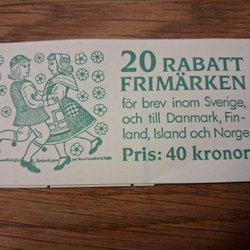 20 RABATT
FRIMÄRKEN
för brev inom Sverige,
och till Danmark, Fin-
land, Island och Norge
Pris: 40 kronor